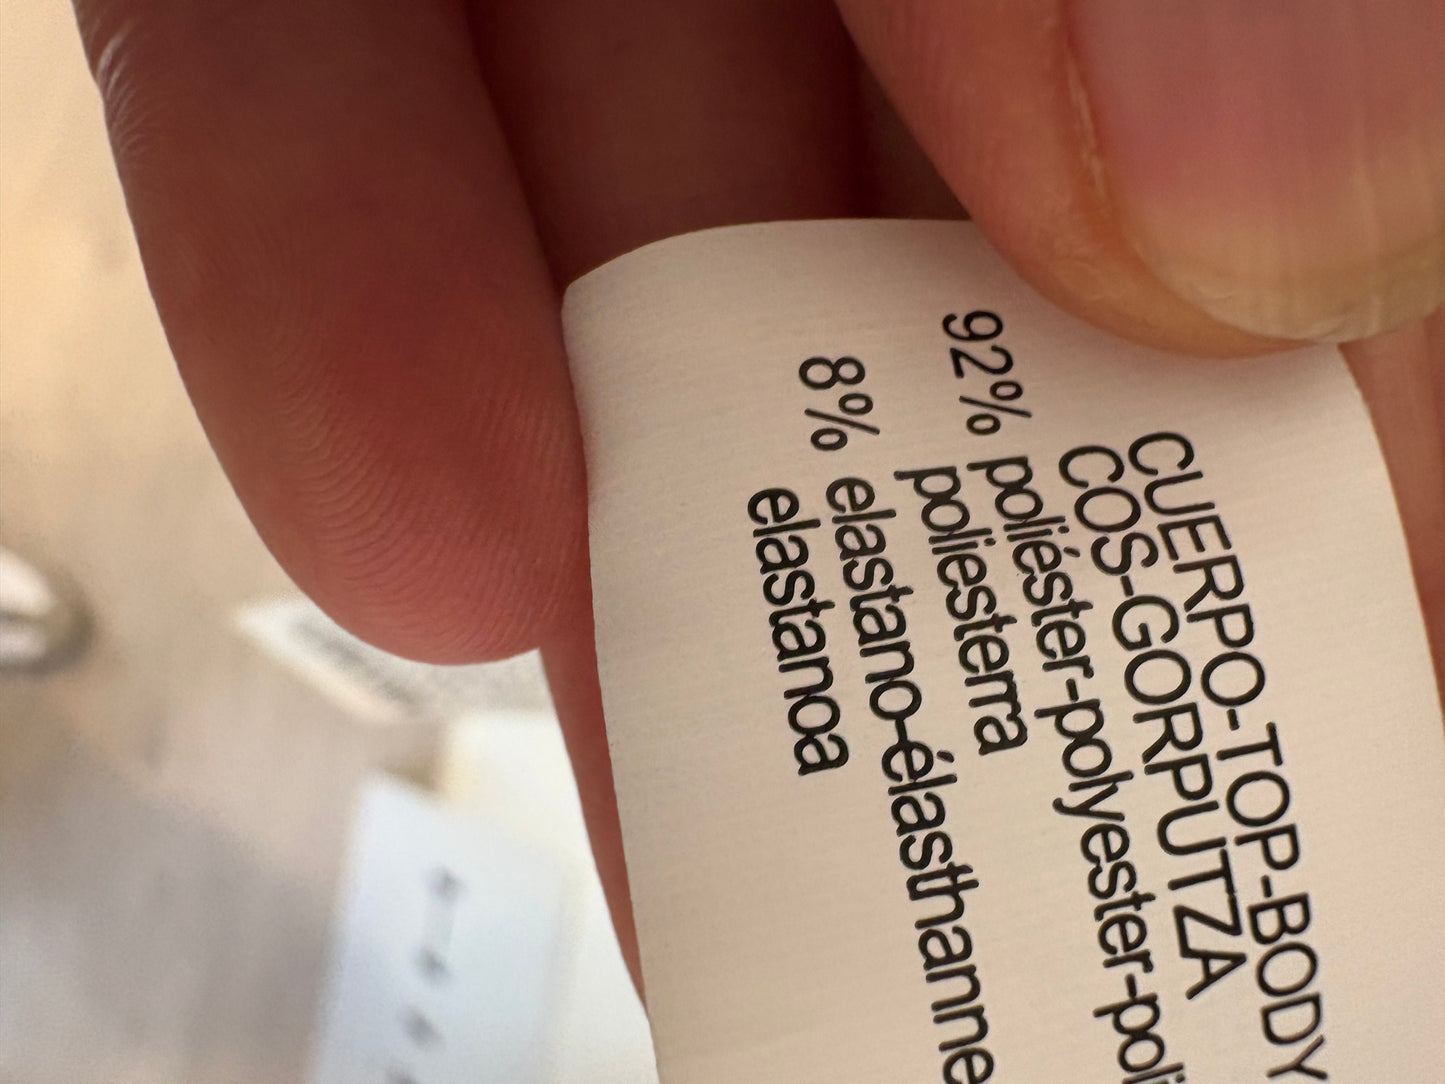 CUERPO-TOP-BODY
COS-GORPUTZA
92% poliéster-polyester-poli
poliesterra
8% elastano-élasthanne
elastanoa